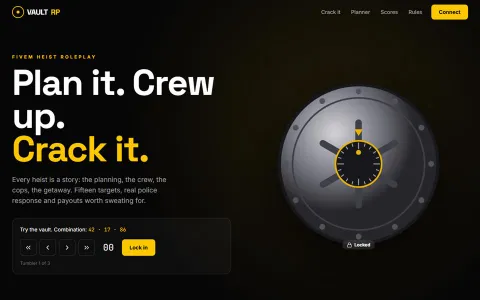 VAULT RP
Crack it
Planner
Scores
Rules
Connect
FIVEM HEIST ROLEPLAY
Plan it. Crew
up.
Crack it.
Every heist is a story: the planning, the crew, the
cops, the getaway. Fifteen targets, real police
response and payouts worth sweating for.
Try the vault. Combination: 42 · 17 · 86
00
Lock in
Tumbler 1 of 3
Locked